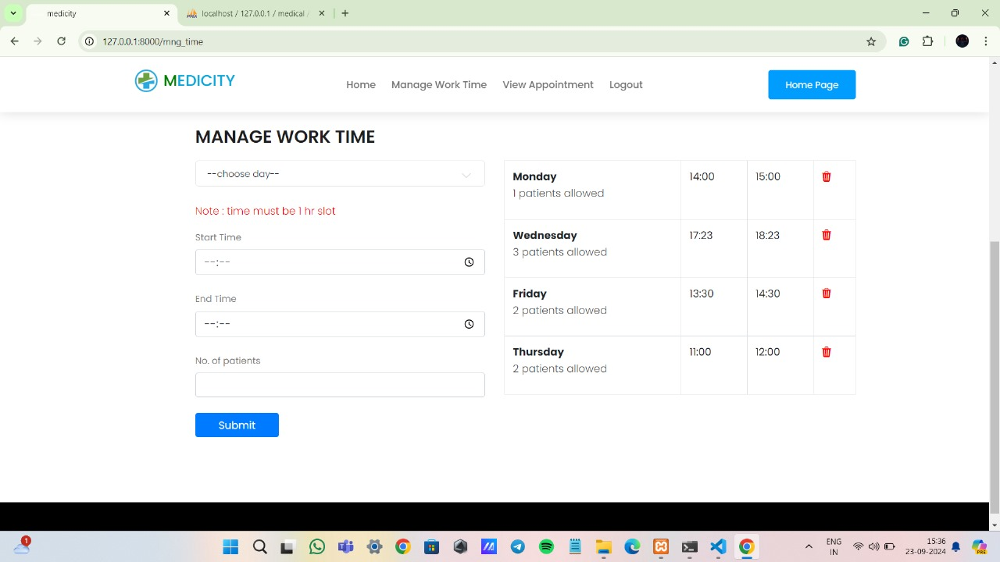 medicity
localhost / 127.0.0.1 / medical /
127.0.0.1:8000/mng_time
MEDICITY
Home
Manage Work Time
View Appointment
Logout
Home Page
MANAGE WORK TIME
--choose day--
Note : time must be 1 hr slot
Start Time
--:--
End Time
--:--
No. of patients
Submit
Monday 14:00 15:00
1 patients allowed
Wednesday 17:23 18:23
3 patients allowed
Friday 13:30 14:30
2 patients allowed
Thursday 11:00 12:00
2 patients allowed
1
ENG
IN
15:36
23-09-2024
PRE